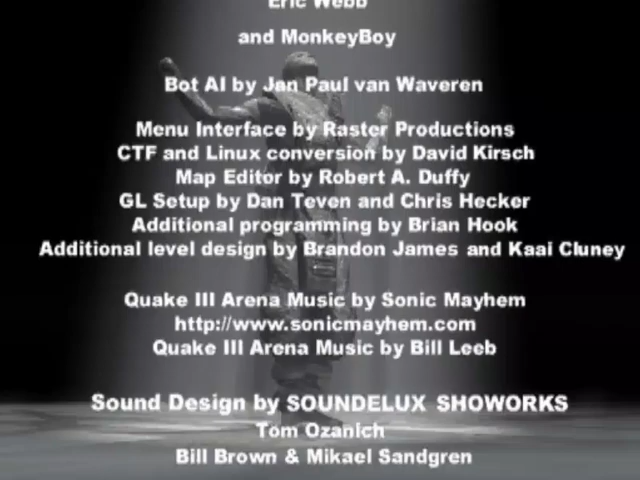 Eric Webb
and MonkeyBoy
Bot AI by Jan Paul van Waveren
Menu Interface by Raster Productions
CTF and Linux conversion by David Kirsch
Map Editor by Robert A. Duffy
GL Setup by Dan Teven and Chris Hecker
Additional programming by Brian Hook
Additional level design by Brandon James and Kaai Cluney
Quake III Arena Music by Sonic Mayhem
http://www.sonicmayhem.com
Quake III Arena Music by Bill Leeb
Sound Design by SOUNDELUX SHOWORKS
Tom Ozanich
Bill Brown & Mikael Sandgren